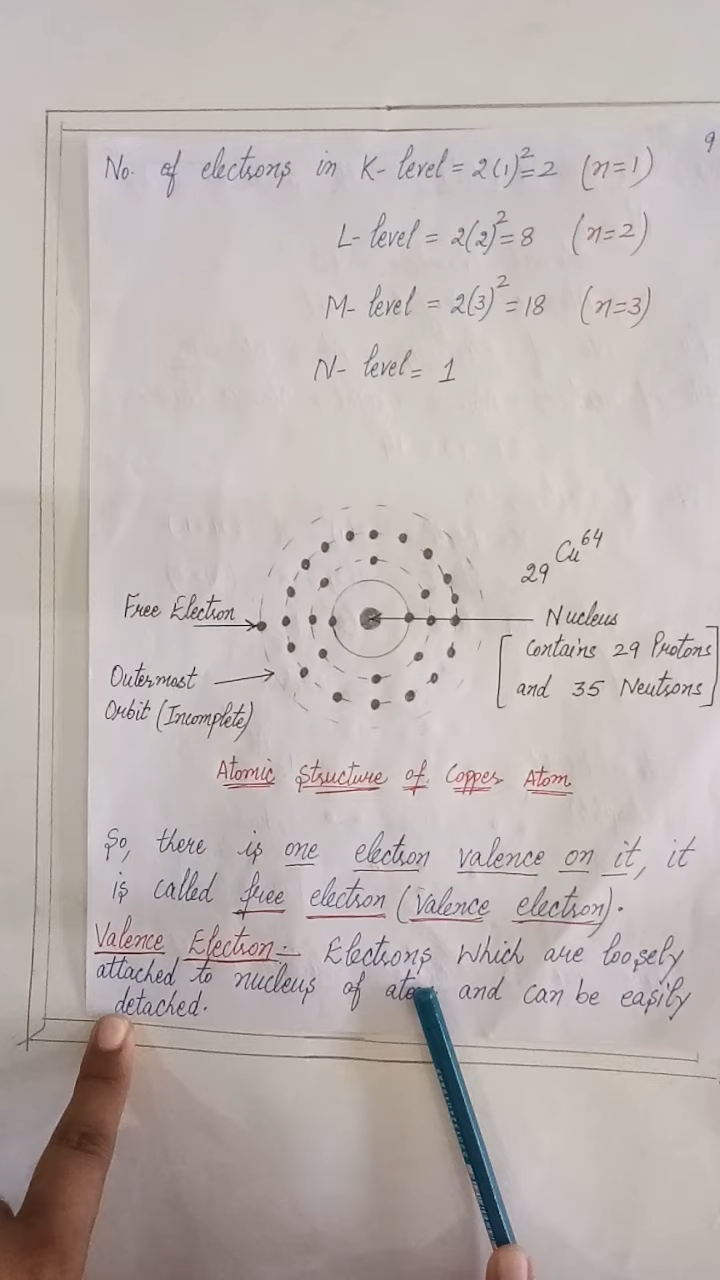 9
No. of electrons in K- level = 2(1)²=2 (n=1)
L- level = 2(2)²=8 (n=2)
M- level = 2(3)²=18 (n=3)
N- level = 1
₂₉Cu⁶⁴
Free Electron
Nucleus
[Contains 29 Protons
and 35 Neutrons]
Outermost
Orbit (Incomplete)
Atomic Structure of Copper Atom
So, there is one electron valence on it, it
is called free electron (Valence electron).
Valence Electron:- Electrons which are loosely
attached to nucleus of atom and can be easily
detached.